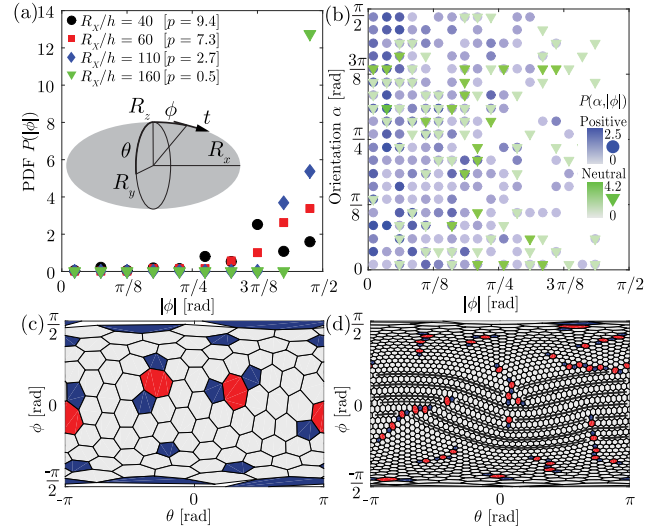 (a)
14
12
10
8
6
4
2
0
PDF P(|ϕ|)
R_X/h = 40 [p = 9.4]
R_X/h = 60 [p = 7.3]
R_X/h = 110 [p = 2.7]
R_X/h = 160 [p = 0.5]
R_z
ϕ
t
θ
R_x
R_y
0
π/8
π/4
3π/8
π/2
|ϕ| [rad]
(b)
π/2
3π/8
π/4
π/8
0
Orientation α [rad]
P(α,|ϕ|)
Positive
2.5
0
Neutral
4.2
0
0
π/8
π/4
3π/8
π/2
|ϕ| [rad]
(c)
π/2
0
-π/2
ϕ [rad]
-π
0
π
θ [rad]
(d)
π/2
0
-π/2
ϕ [rad]
-π
0
π
θ [rad]